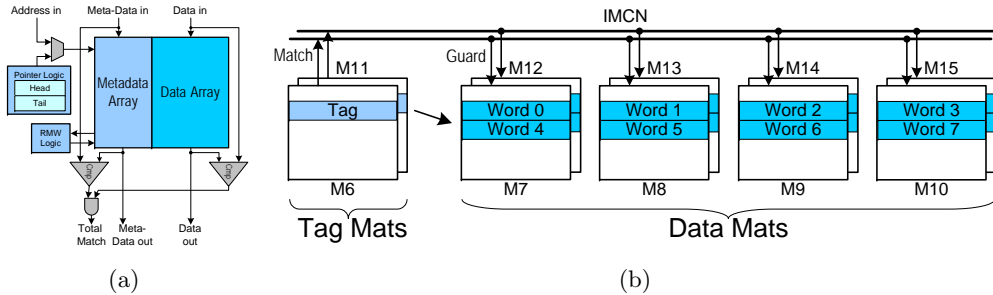 Address in
Meta-Data in
Data in
Pointer Logic
Head
Tail
Metadata
Array
Data Array
RMW
Logic
Cmp
Cmp
Total
Match
Meta-
Data out
Data
out
(a)
IMCN
Match
Guard
M11
M12
M13
M14
M15
Tag
Word 0
Word 1
Word 2
Word 3
Word 4
Word 5
Word 6
Word 7
M6
M7
M8
M9
M10
Tag Mats
Data Mats
(b)